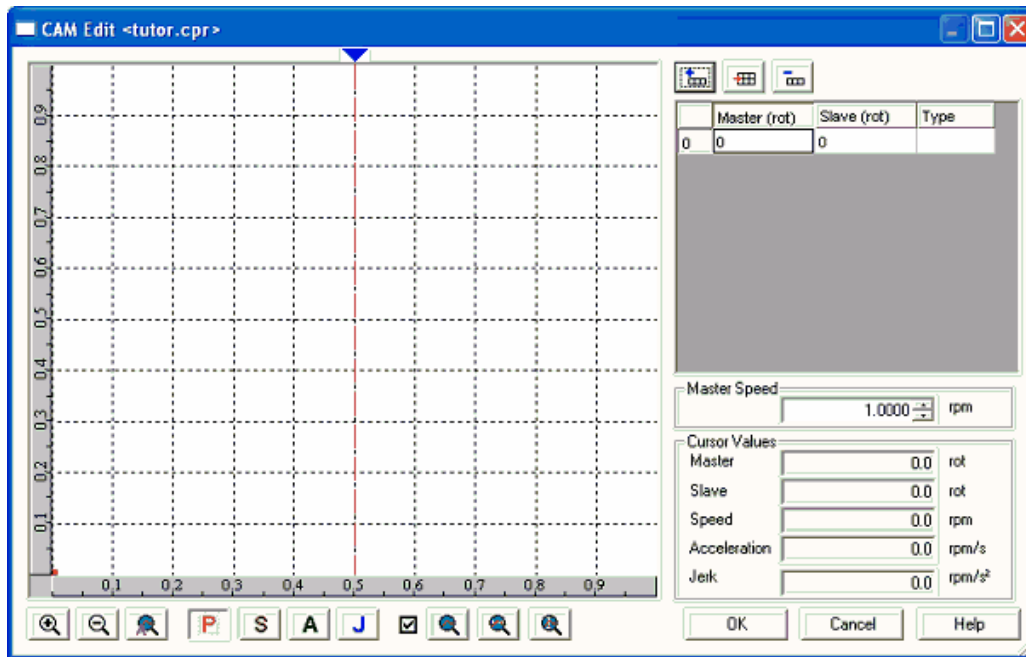 CAM Edit <tutor.cpr>
0,9
0,8
0,7
0,6
0,5
0,4
0,3
0,2
0,1
0,1 0,2 0,3 0,4 0,5 0,6 0,7 0,8 0,9
P S A J
Master (rot) Slave (rot) Type
0 0 0
Master Speed
1.0000 rpm
Cursor Values
Master 0.0 rot
Slave 0.0 rot
Speed 0.0 rpm
Acceleration 0.0 rpm/s
Jerk 0.0 rpm/s²
OK Cancel Help